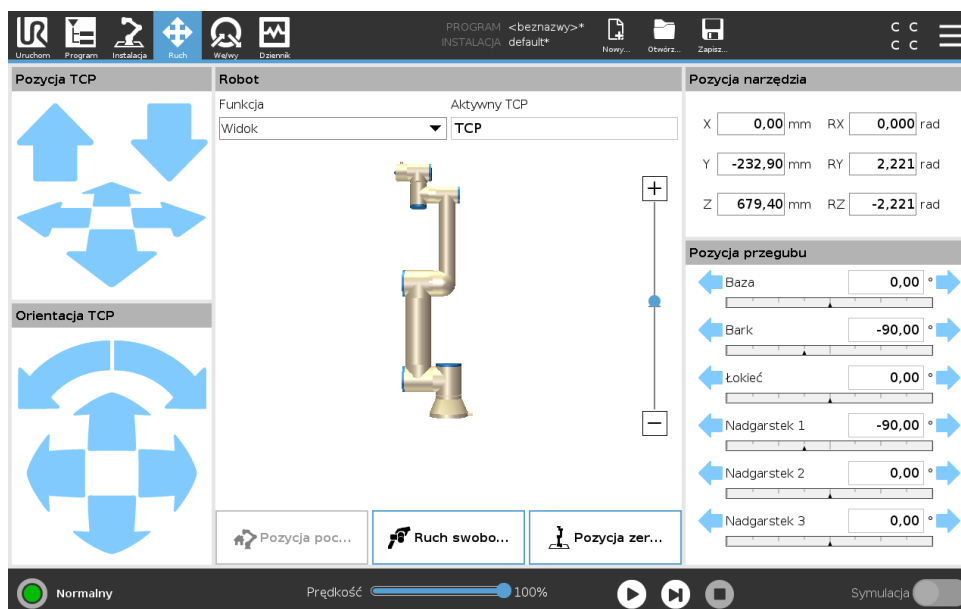 PROGRAM <beznazwy>*
INSTALACJA default*
UR
Uruchom Program Instalacja Ruch We/wy Dziennik
Nowy... Otwórz... Zapisz...
C C
C C
Pozycja TCP
Robot
Funkcja Aktywny TCP
Widok TCP
Pozycja narzędzia
X 0,00 mm RX 0,000 rad
Y -232,90 mm RY 2,221 rad
Z 679,40 mm RZ -2,221 rad
Pozycja przegubu
Baza 0,00 °
Bark -90,00 °
Łokieć 0,00 °
Nadgarstek 1 -90,00 °
Nadgarstek 2 0,00 °
Nadgarstek 3 0,00 °
Orientacja TCP
Pozycja poc... Ruch swobo... Pozycja zer...
Normalny Prędkość 100% Symulacja